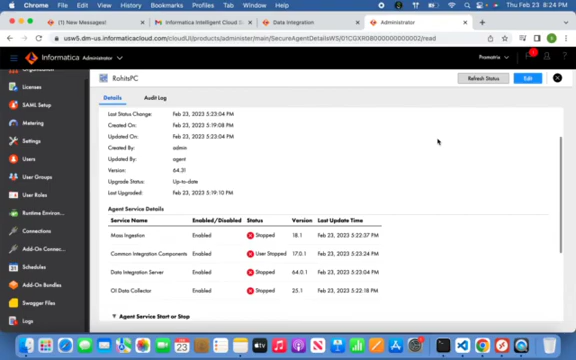 Chrome File Edit View History Bookmarks Profiles Tab Window Help
Thu Feb 23 8:24 PM
(1) New Messages!
Informatica Intelligent Cloud S
Data Integration
Administrator
usw5.dm-us.informaticacloud.com/cloudUI/products/administer/main/SecureAgentDetailsWS/01CGXR08000000000002/read
Informatica Administrator
Promatrix
RohitsPC
Refresh Status
Edit
Details
Audit Log
Licenses
SAML Setup
Metering
Settings
Users
User Groups
User Roles
Runtime Environ...
Connections
Add-On Connec...
Schedules
Add-On Bundles
Swagger Files
Logs
Last Status Change: Feb 23, 2023 5:23:04 PM
Created On: Feb 23, 2023 5:19:08 PM
Updated On: Feb 23, 2023 5:23:04 PM
Created By: admin
Updated By: agent
Version: 64.31
Upgrade Status: Up-to-date
Last Upgraded: Feb 23, 2023 5:19:10 PM
Agent Service Details
Service Name Enabled/Disabled Status Version Last Update Time
Mass Ingestion Enabled Stopped 18.1 Feb 23, 2023 5:22:37 PM
Common Integration Components Enabled User Stopped 17.0.1 Feb 23, 2023 5:23:24 PM
Data Integration Server Enabled Stopped 64.0.1 Feb 23, 2023 5:23:04 PM
OI Data Collector Enabled Stopped 25.1 Feb 23, 2023 5:22:18 PM
Agent Service Start or Stop